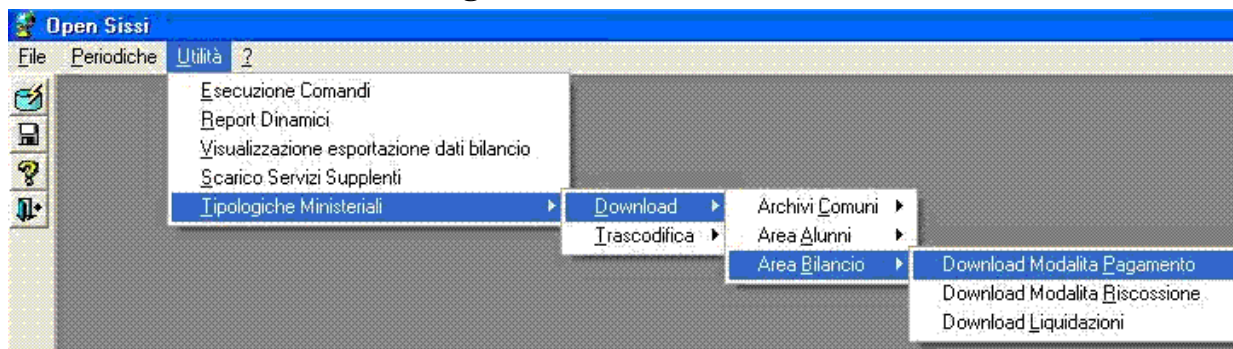 Open Sissi
File Periodiche Utilità ?
Esecuzione Comandi
Report Dinamici
Visualizzazione esportazione dati bilancio
Scarico Servizi Supplenti
Tipologiche Ministeriali
Download
Trascodifica
Archivi Comuni
Area Alunni
Area Bilancio
Download Modalita Pagamento
Download Modalita Riscossione
Download Liquidazioni